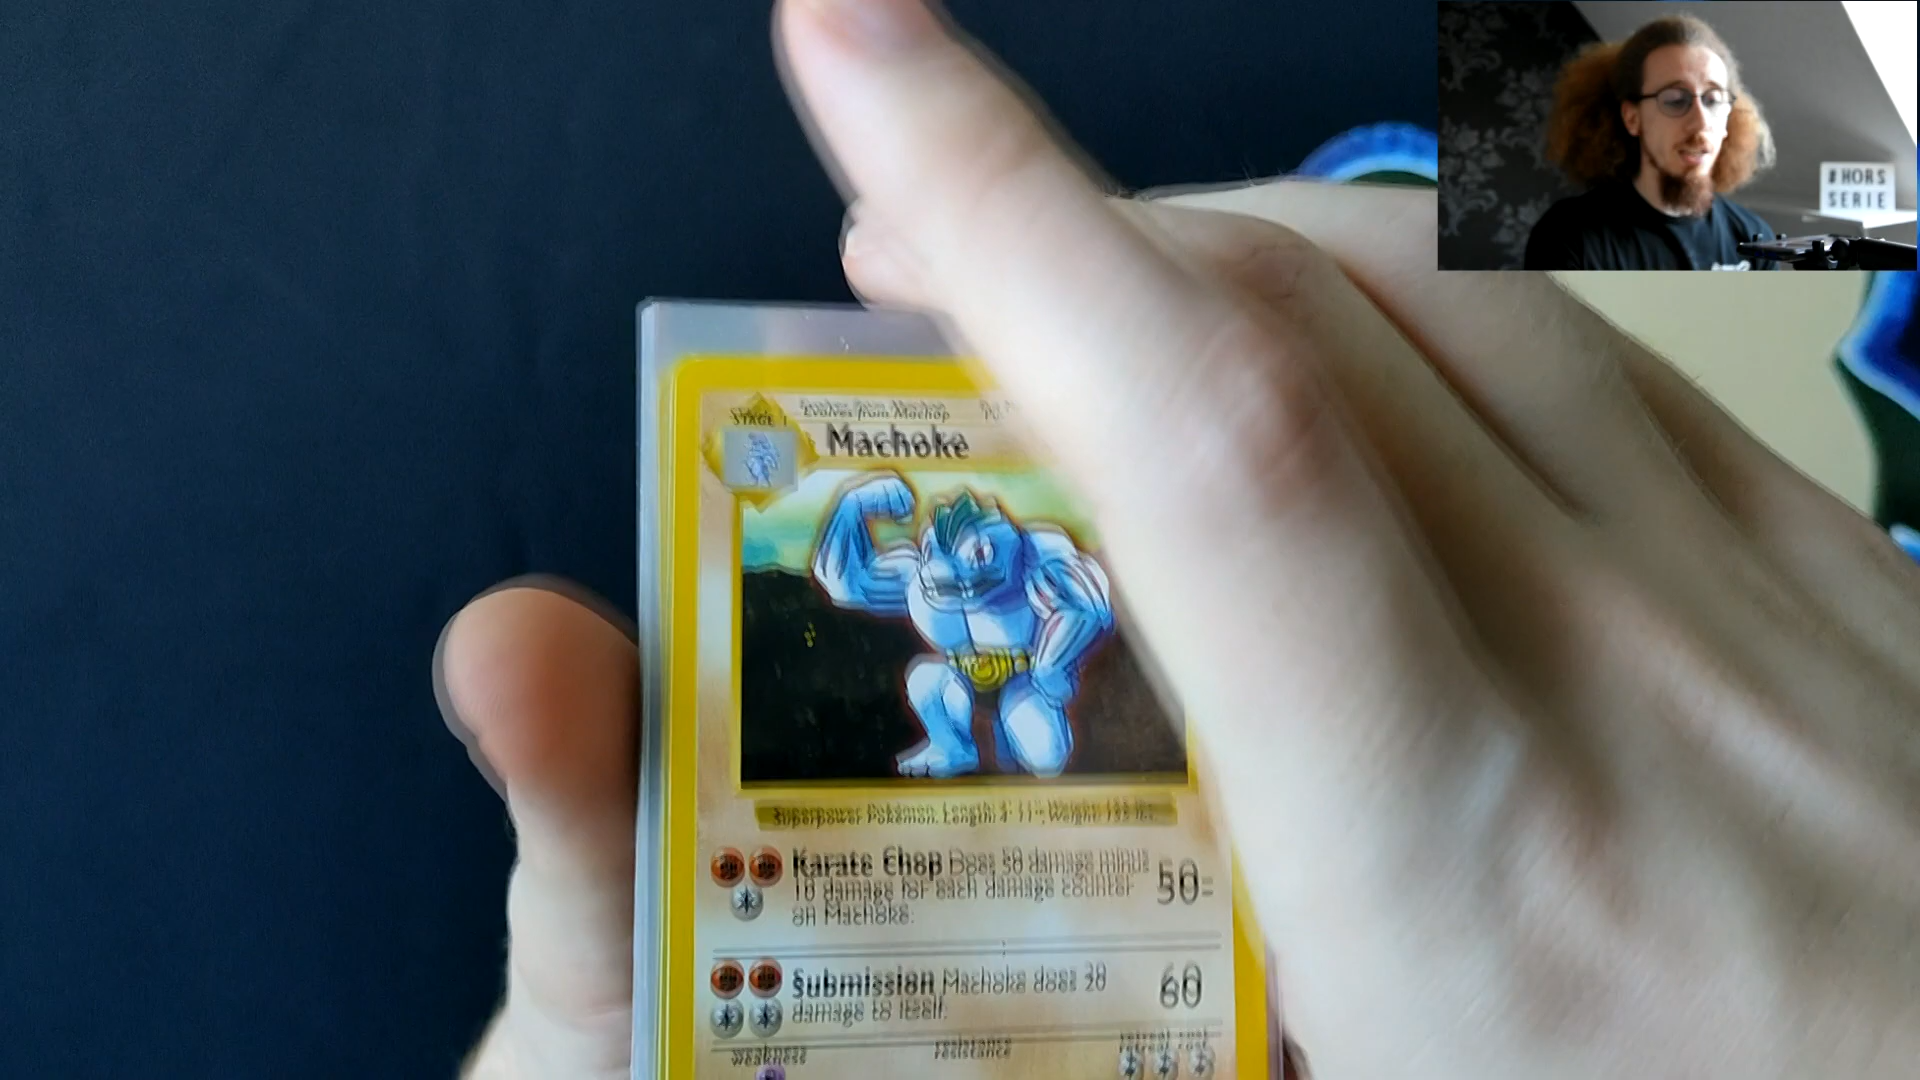 #HORS
SERIE
STAGE 1
Evolves from Machop
Machoke
Superpower Pokémon. Length: 4' 11", Weight: 155 lbs.
Karate Chop Does 50 damage minus
10 damage for each damage counter
on Machoke.
50-
Submission Machoke does 20
damage to itself.
60
weakness
resistance
retreat cost